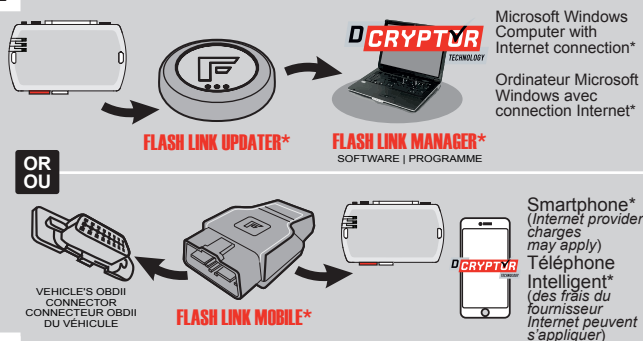 DCRYPTOR
TECHNOLOGY
Microsoft Windows
Computer with
Internet connection*
Ordinateur Microsoft
Windows avec
connection Internet*
FLASH LINK UPDATER*
FLASH LINK MANAGER*
SOFTWARE | PROGRAMME
OR
OU
VEHICLE'S OBDII
CONNECTOR
CONNECTEUR OBDII
DU VÉHICULE
FLASH LINK MOBILE*
DCRYPTOR
TECHNOLOGY
Smartphone*
(Internet provider
charges
may apply)
Téléphone
Intelligent*
(des frais du
fournisseur
Internet peuvent
s'appliquer)